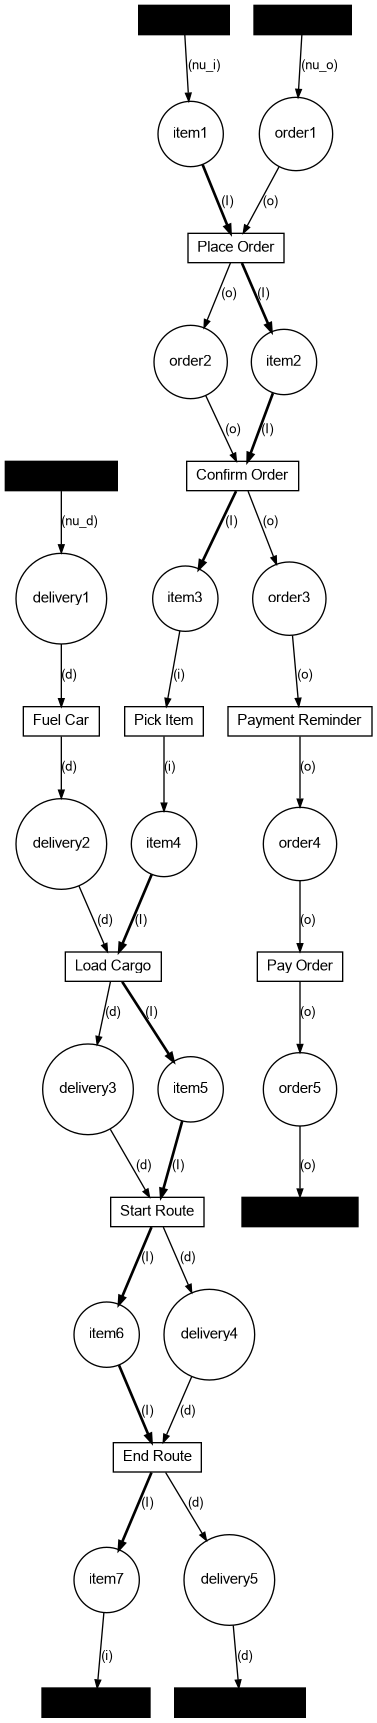 (nu_i)
(nu_o)
item1
order1
(I)
(o)
Place Order
(o)
(I)
order2
item2
(o)
(I)
Confirm Order
(nu_d)
(I)
(o)
delivery1
item3
order3
(d)
(i)
(o)
Fuel Car
Pick Item
Payment Reminder
(d)
(i)
(o)
delivery2
item4
order4
(d)
(I)
(o)
Load Cargo
Pay Order
(d)
(I)
(o)
delivery3
item5
order5
(d)
(I)
(o)
Start Route
(I)
(d)
item6
delivery4
(I)
(d)
End Route
(I)
(d)
item7
delivery5
(i)
(d)